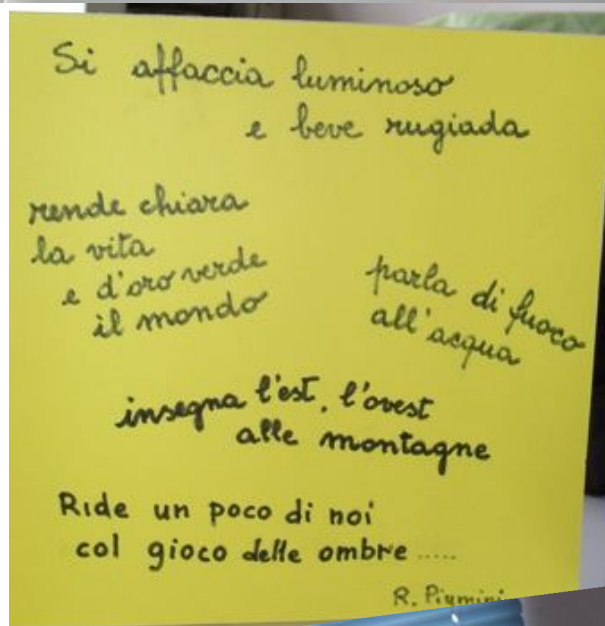 Si affaccia luminoso
e beve rugiada
rende chiara
la vita
e d'oro verde
il mondo
parla di fuoco
all'acqua
insegna l'est, l'ovest
alle montagne
Ride un poco di noi
col gioco delle ombre .....
R. Piumini